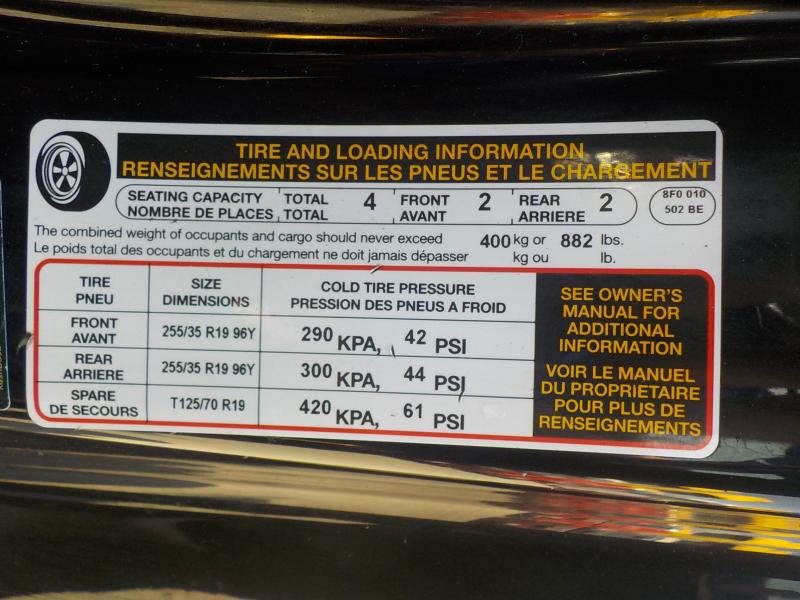 TIRE AND LOADING INFORMATION
RENSEIGNEMENTS SUR LES PNEUS ET LE CHARGEMENT
SEATING CAPACITY TOTAL 4 FRONT 2 REAR 2
NOMBRE DE PLACES TOTAL AVANT ARRIERE
8F0 010
502 BE
The combined weight of occupants and cargo should never exceed 400 kg or 882 lbs.
Le poids total des occupants et du chargement ne doit jamais dépasser kg ou lb.
TIRE SIZE COLD TIRE PRESSURE
PNEU DIMENSIONS PRESSION DES PNEUS A FROID
FRONT
AVANT 255/35 R19 96Y 290 KPA, 42 PSI
REAR
ARRIERE 255/35 R19 96Y 300 KPA, 44 PSI
SPARE
DE SECOURS T125/70 R19 420 KPA, 61 PSI
SEE OWNER'S
MANUAL FOR
ADDITIONAL
INFORMATION
VOIR LE MANUEL
DU PROPRIETAIRE
POUR PLUS DE
RENSEIGNEMENTS